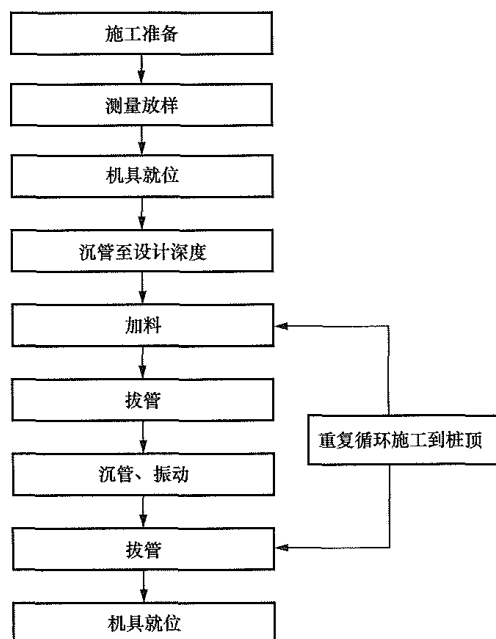 施工准备
测量放样
机具就位
沉管至设计深度
加料
拔管
重复循环施工到桩顶
沉管、振动
拔管
机具就位